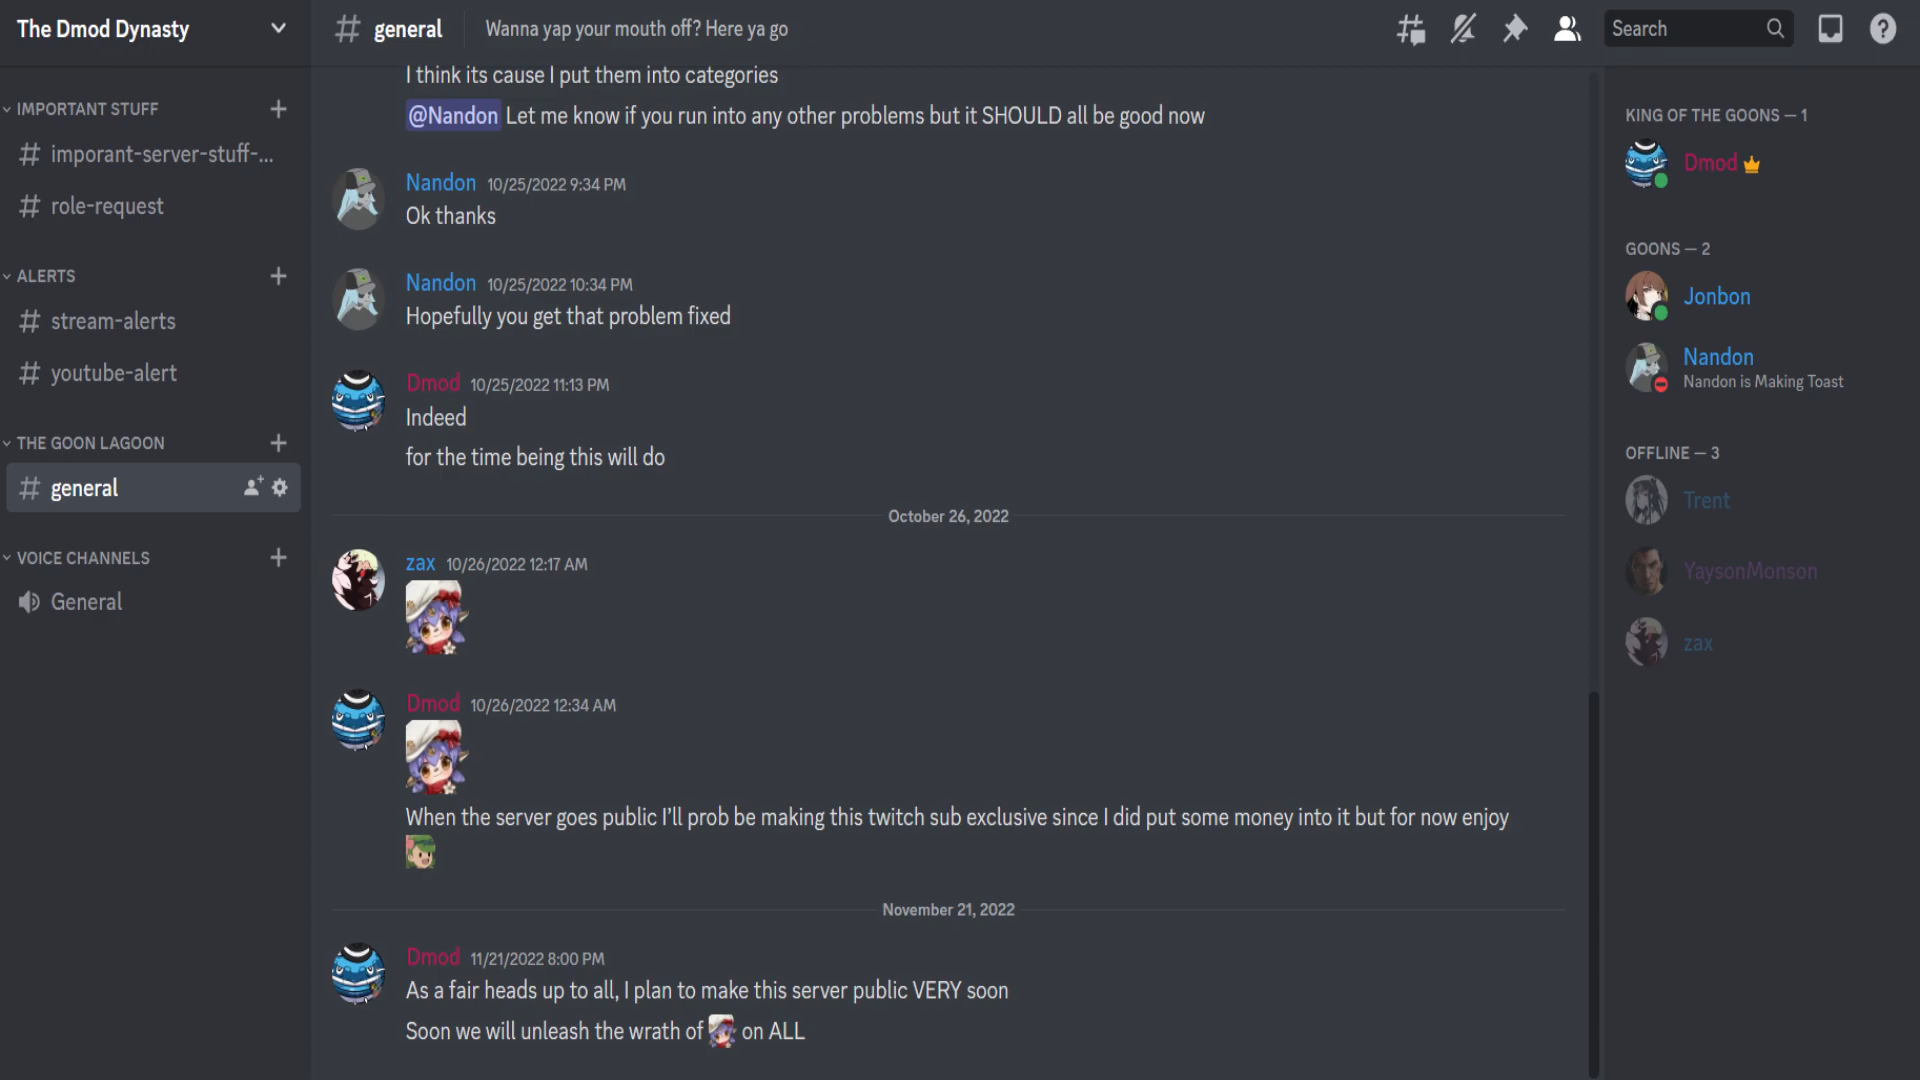 The Dmod Dynasty
general
Wanna yap your mouth off? Here ya go
Search
IMPORTANT STUFF
imporant-server-stuff-...
role-request
ALERTS
stream-alerts
youtube-alert
THE GOON LAGOON
general
VOICE CHANNELS
General
I think its cause I put them into categories
@Nandon Let me know if you run into any other problems but it SHOULD all be good now
Nandon 10/25/2022 9:34 PM
Ok thanks
Nandon 10/25/2022 10:34 PM
Hopefully you get that problem fixed
Dmod 10/25/2022 11:13 PM
Indeed
for the time being this will do
October 26, 2022
zax 10/26/2022 12:17 AM
Dmod 10/26/2022 12:34 AM
When the server goes public I'll prob be making this twitch sub exclusive since I did put some money into it but for now enjoy
November 21, 2022
Dmod 11/21/2022 8:00 PM
As a fair heads up to all, I plan to make this server public VERY soon
Soon we will unleash the wrath of on ALL
KING OF THE GOONS — 1
Dmod
GOONS — 2
Jonbon
Nandon
Nandon is Making Toast
OFFLINE — 3
Trent
YaysonMonson
zax